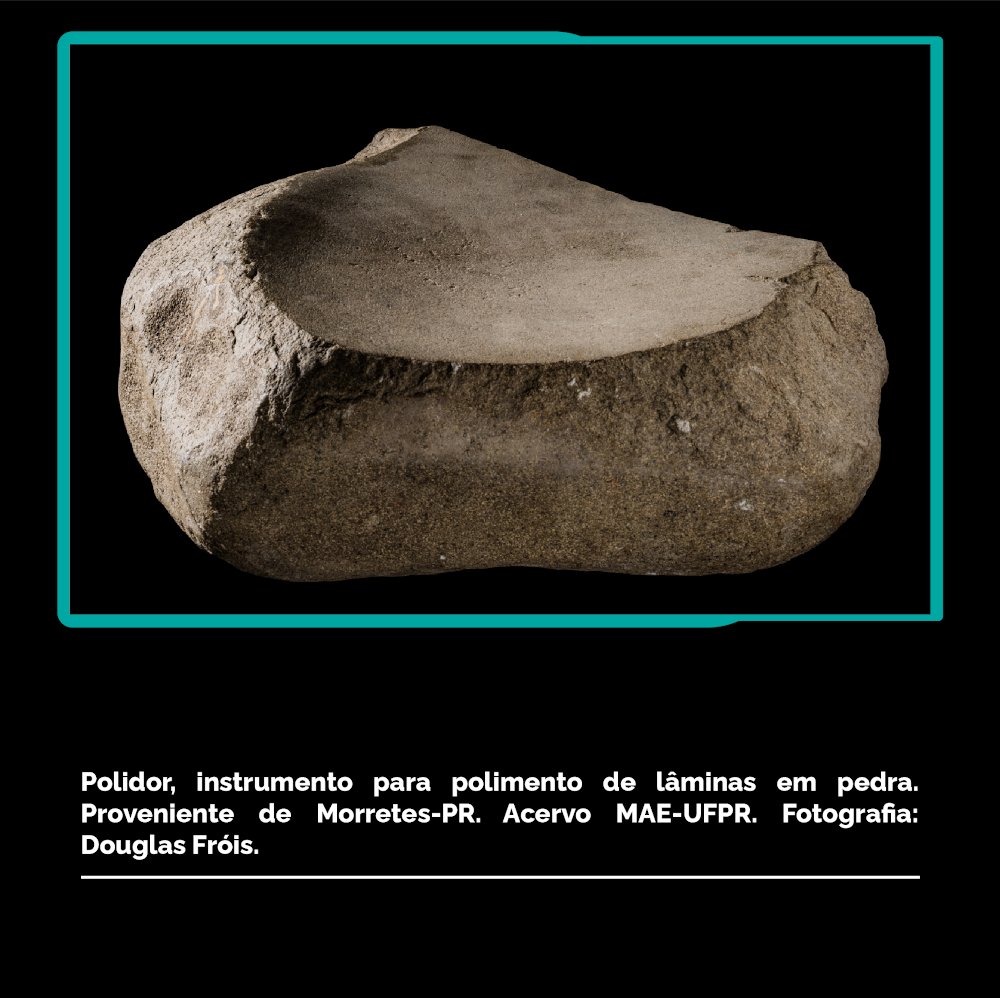 Polidor, instrumento para polimento de lâminas em pedra.
Proveniente de Morretes-PR. Acervo MAE-UFPR. Fotografia:
Douglas Fróis.